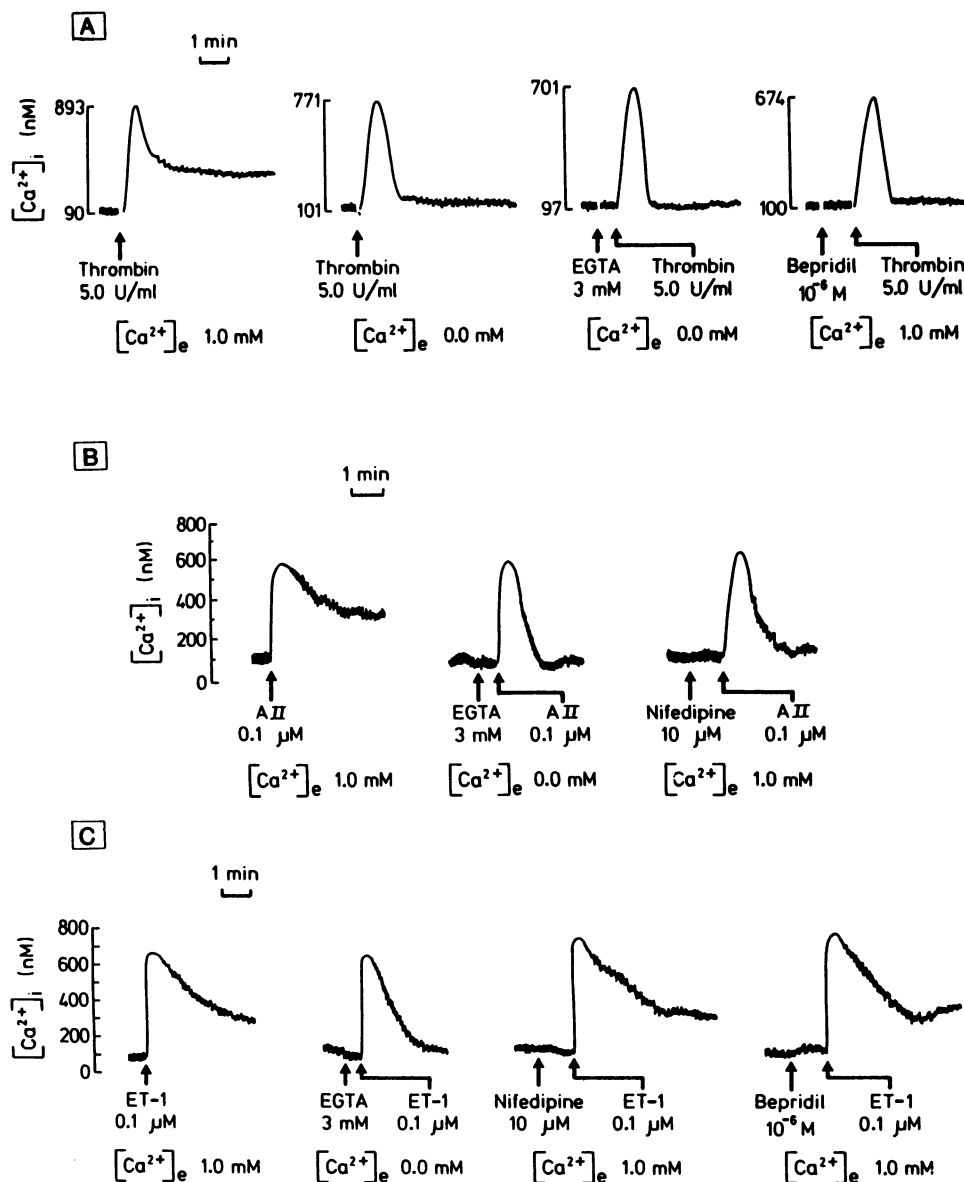 A
1 min
[Ca²⁺]i (nM)
893
90
771
101
701
97
674
100
Thrombin
5.0 U/ml
Thrombin
5.0 U/ml
EGTA
3 mM
Thrombin
5.0 U/ml
Bepridil
10⁻⁶ M
Thrombin
5.0 U/ml
[Ca²⁺]e 1.0 mM
[Ca²⁺]e 0.0 mM
[Ca²⁺]e 0.0 mM
[Ca²⁺]e 1.0 mM
B
1 min
[Ca²⁺]i (nM)
800
600
400
200
0
AII
0.1 µM
EGTA
3 mM
AII
0.1 µM
Nifedipine
10 µM
AII
0.1 µM
[Ca²⁺]e 1.0 mM
[Ca²⁺]e 0.0 mM
[Ca²⁺]e 1.0 mM
C
1 min
[Ca²⁺]i (nM)
800
600
400
200
0
ET-1
0.1 µM
EGTA
3 mM
ET-1
0.1 µM
Nifedipine
10 µM
ET-1
0.1 µM
Bepridil
10⁻⁶ M
ET-1
0.1 µM
[Ca²⁺]e 1.0 mM
[Ca²⁺]e 0.0 mM
[Ca²⁺]e 1.0 mM
[Ca²⁺]e 1.0 mM